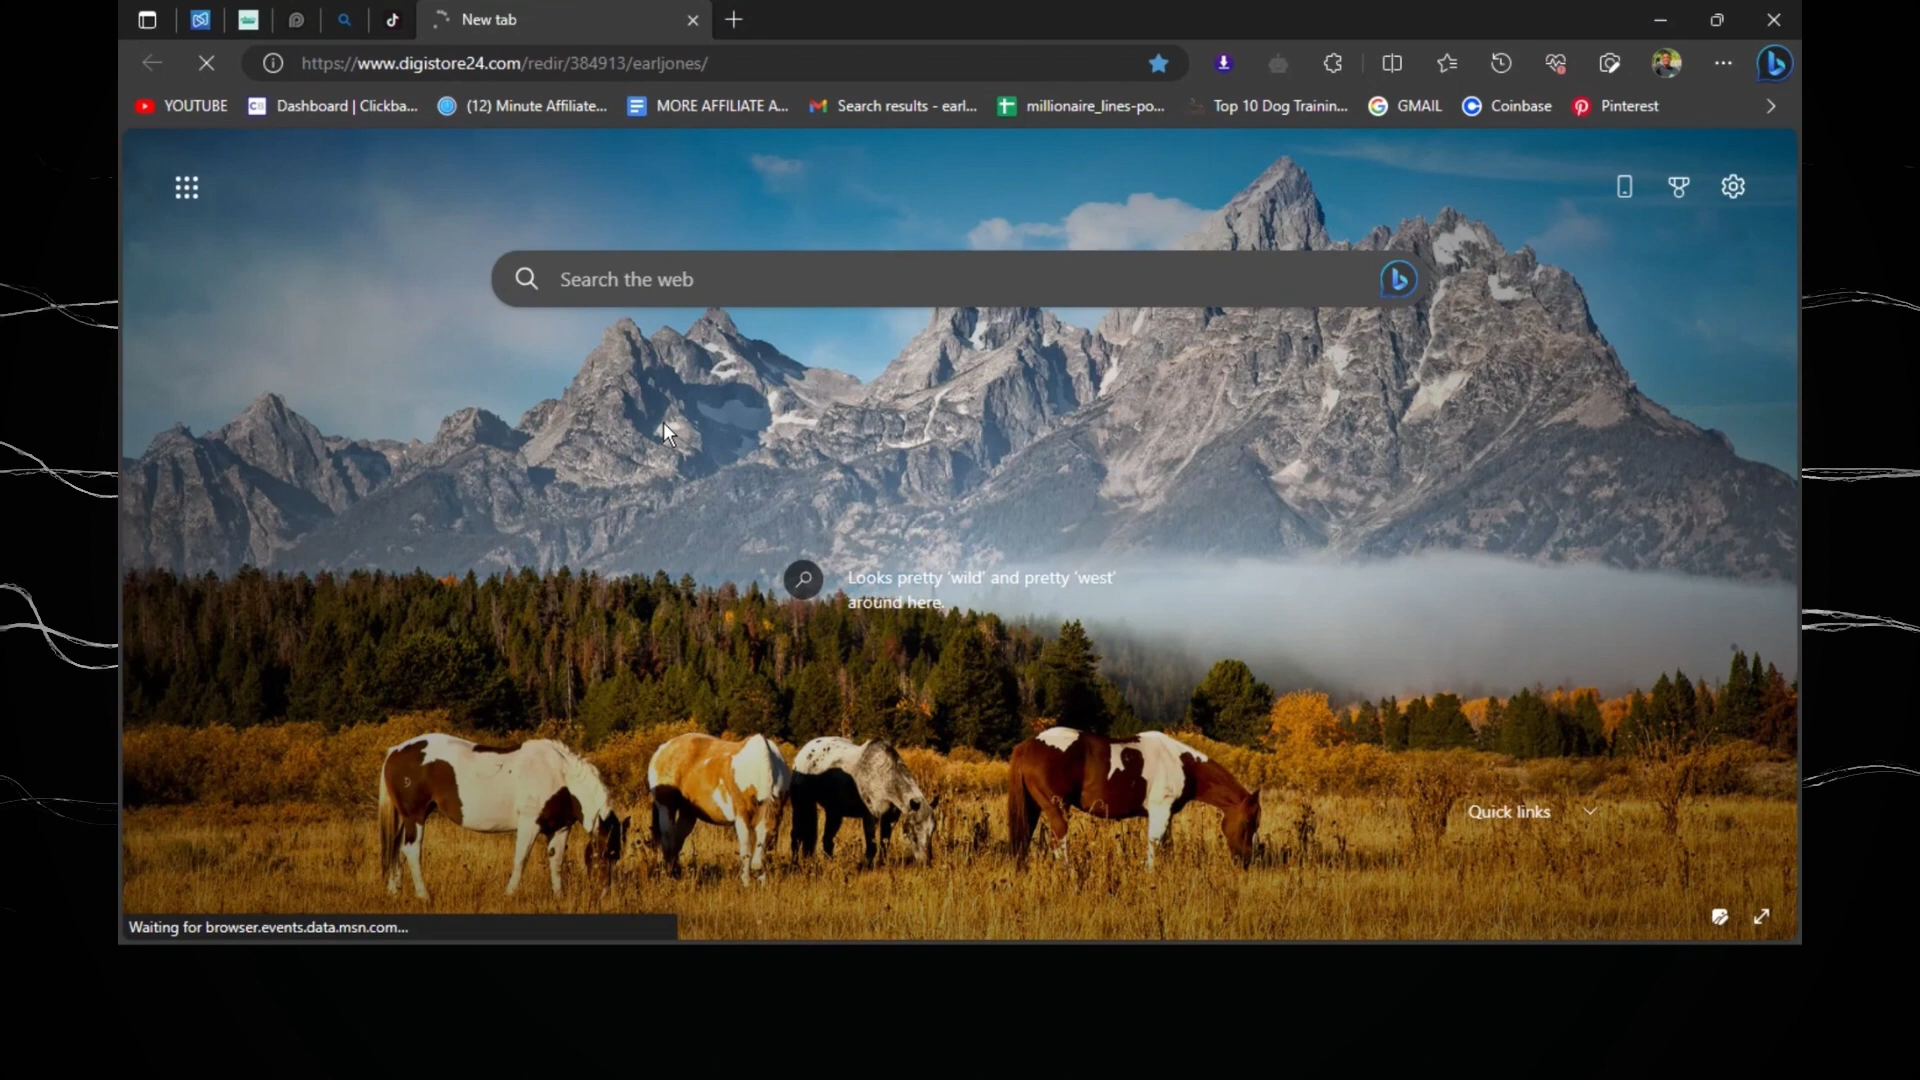 New tab
https://www.digistore24.com/redir/384913/earljones/
YOUTUBE
Dashboard | Clickba...
(12) Minute Affiliate...
MORE AFFILIATE A...
Search results - earl...
millionaire_lines-po...
Top 10 Dog Trainin...
GMAIL
Coinbase
Pinterest
Search the web
Looks pretty 'wild' and pretty 'west'
around here.
Quick links
Waiting for browser.events.data.msn.com...